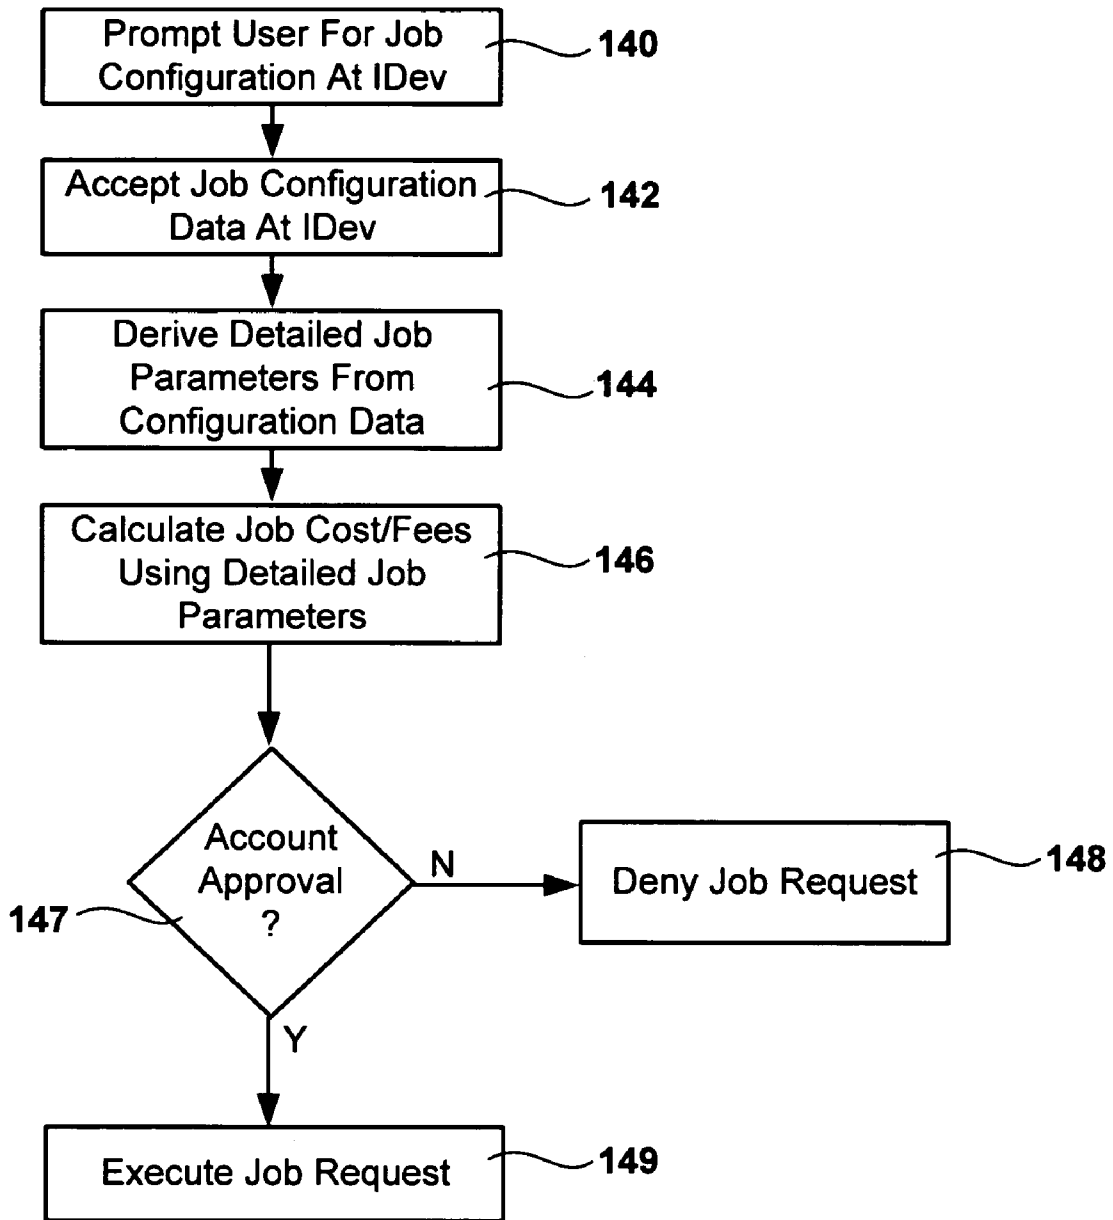 Prompt User For Job
Configuration At IDev
140
Accept Job Configuration
Data At IDev
142
Derive Detailed Job
Parameters From
Configuration Data
144
Calculate Job Cost/Fees
Using Detailed Job
Parameters
146
Account
Approval
?
147
N
Deny Job Request
148
Y
Execute Job Request
149